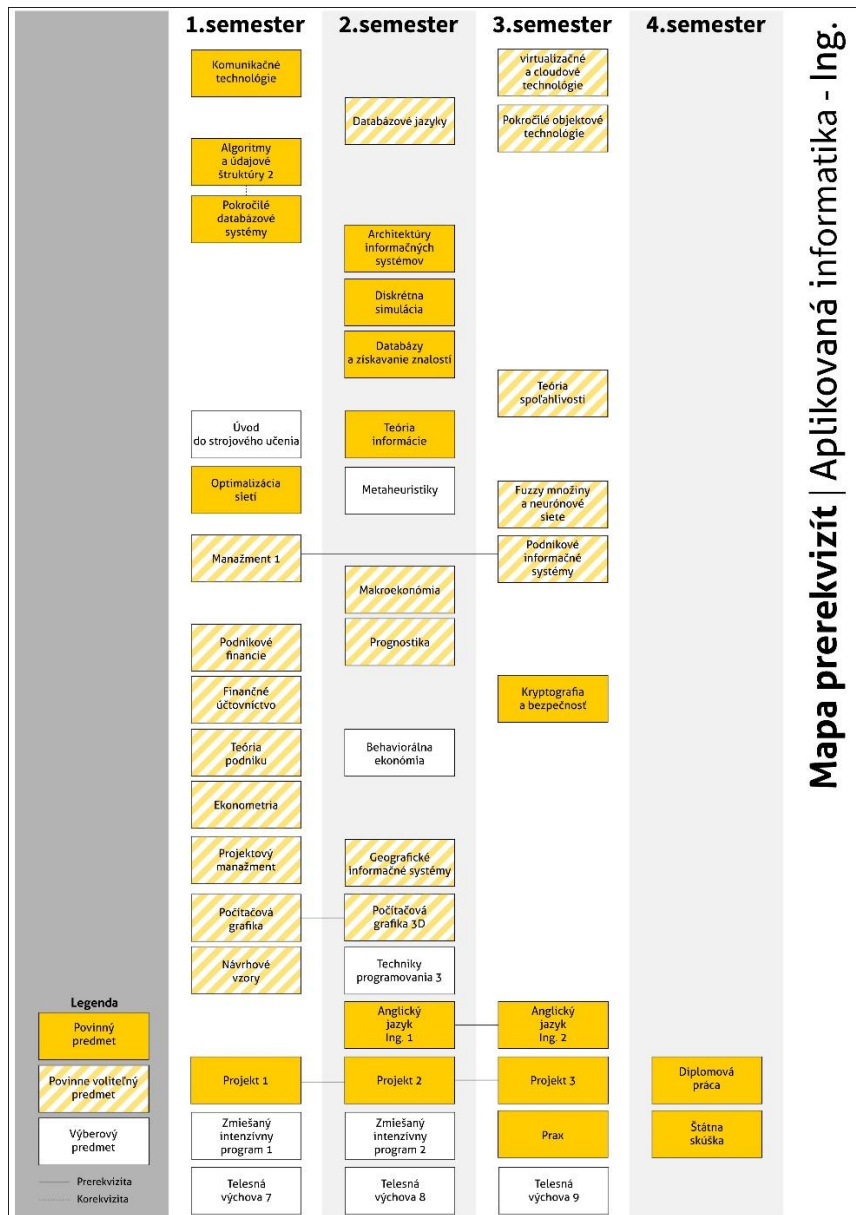 1.semester
2.semester
3.semester
4.semester
Mapa prerekvizít | Aplikovaná informatika - Ing.
Komunikačné
technológie
Algoritmy
a údajové
štruktúry 2
Pokročilé
databázové
systémy
Úvod
do strojového učenia
Optimalizácia
sietí
Manažment 1
Podnikové
financie
Finančné
účtovníctvo
Teória
podniku
Ekonometria
Projektový
manažment
Počítačová
grafika
Návrhové
vzory
Projekt 1
Zmiešaný
intenzívny
program 1
Telesná
výchova 7
Databázové jazyky
Architektúry
informačných
systémov
Diskrétna
simulácia
Databázy
a získavanie znalostí
Teória
informácie
Metaheuristiky
Makroekonómia
Prognostika
Behaviorálna
ekonómia
Geografické
informačné systémy
Počítačová
grafika 3D
Techniky
programovania 3
Anglický
jazyk
Ing. 1
Projekt 2
Zmiešaný
intenzívny
program 2
Telesná
výchova 8
virtualizačné
a cloudové
technológie
Pokročilé objektové
technológie
Teória
spoľahlivosti
Fuzzy množiny
a neurónové
siete
Podnikové
informačné
systémy
Kryptografia
a bezpečnosť
Anglický
jazyk
Ing. 2
Projekt 3
Prax
Telesná
výchova 9
Diplomová
práca
Štátna
skúška
Legenda
Povinný
predmet
Povinne voliteľný
predmet
Výberový
predmet
Prerekvizita
Korekvizita